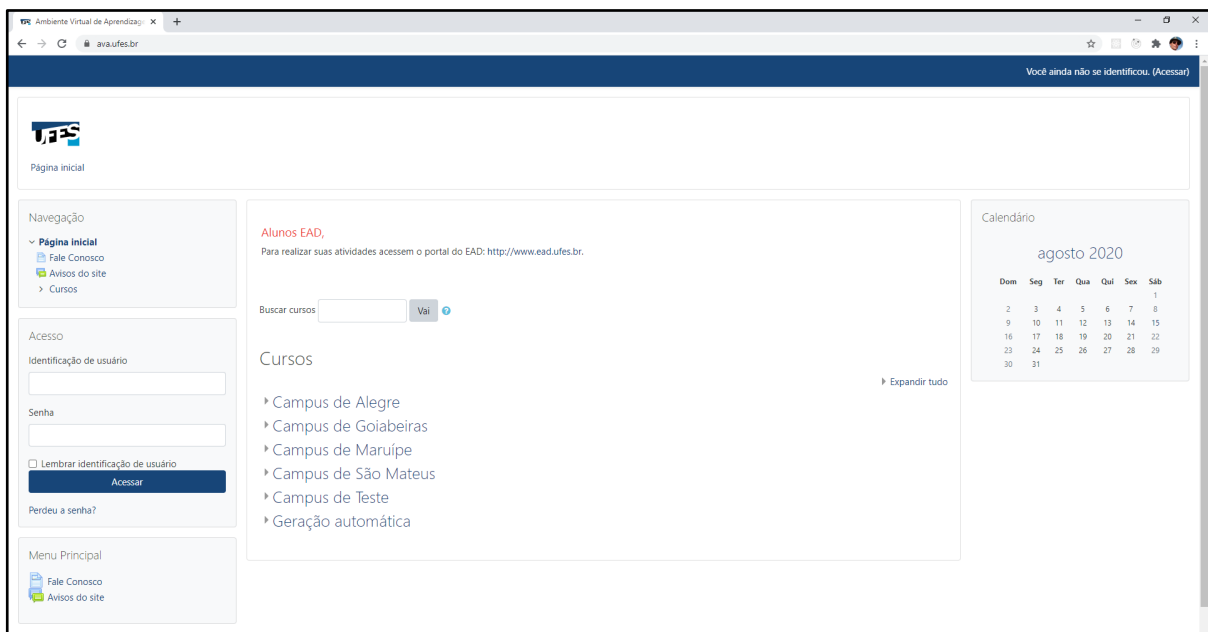 UFES Ambiente Virtual de Aprendizag
ava.ufes.br
Você ainda não se identificou. (Acessar)
UFES
Página inicial
Navegação
Página inicial
Fale Conosco
Avisos do site
Cursos
Acesso
Identificação de usuário
Senha
Lembrar identificação de usuário
Acessar
Perdeu a senha?
Menu Principal
Fale Conosco
Avisos do site
Alunos EAD,
Para realizar suas atividades acessem o portal do EAD: http://www.ead.ufes.br.
Buscar cursos Vai
Cursos
Expandir tudo
Campus de Alegre
Campus de Goiabeiras
Campus de Maruípe
Campus de São Mateus
Campus de Teste
Geração automática
Calendário
agosto 2020
Dom Seg Ter Qua Qui Sex Sáb
1
2 3 4 5 6 7 8
9 10 11 12 13 14 15
16 17 18 19 20 21 22
23 24 25 26 27 28 29
30 31